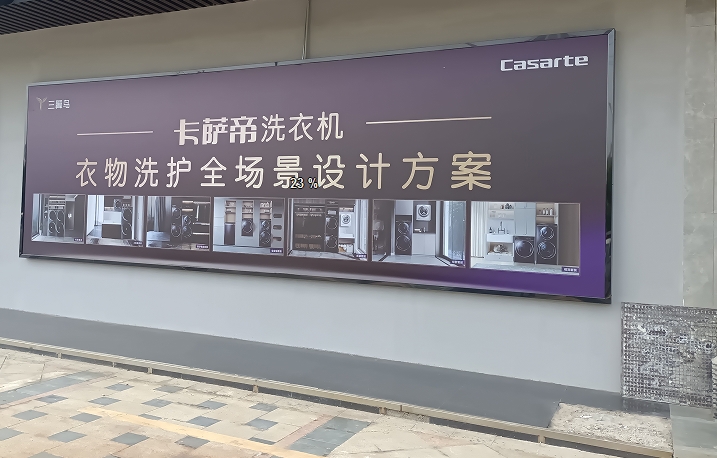 三翼鸟
Casarte
卡萨帝洗衣机
衣物洗护全场景设计方案
23 %